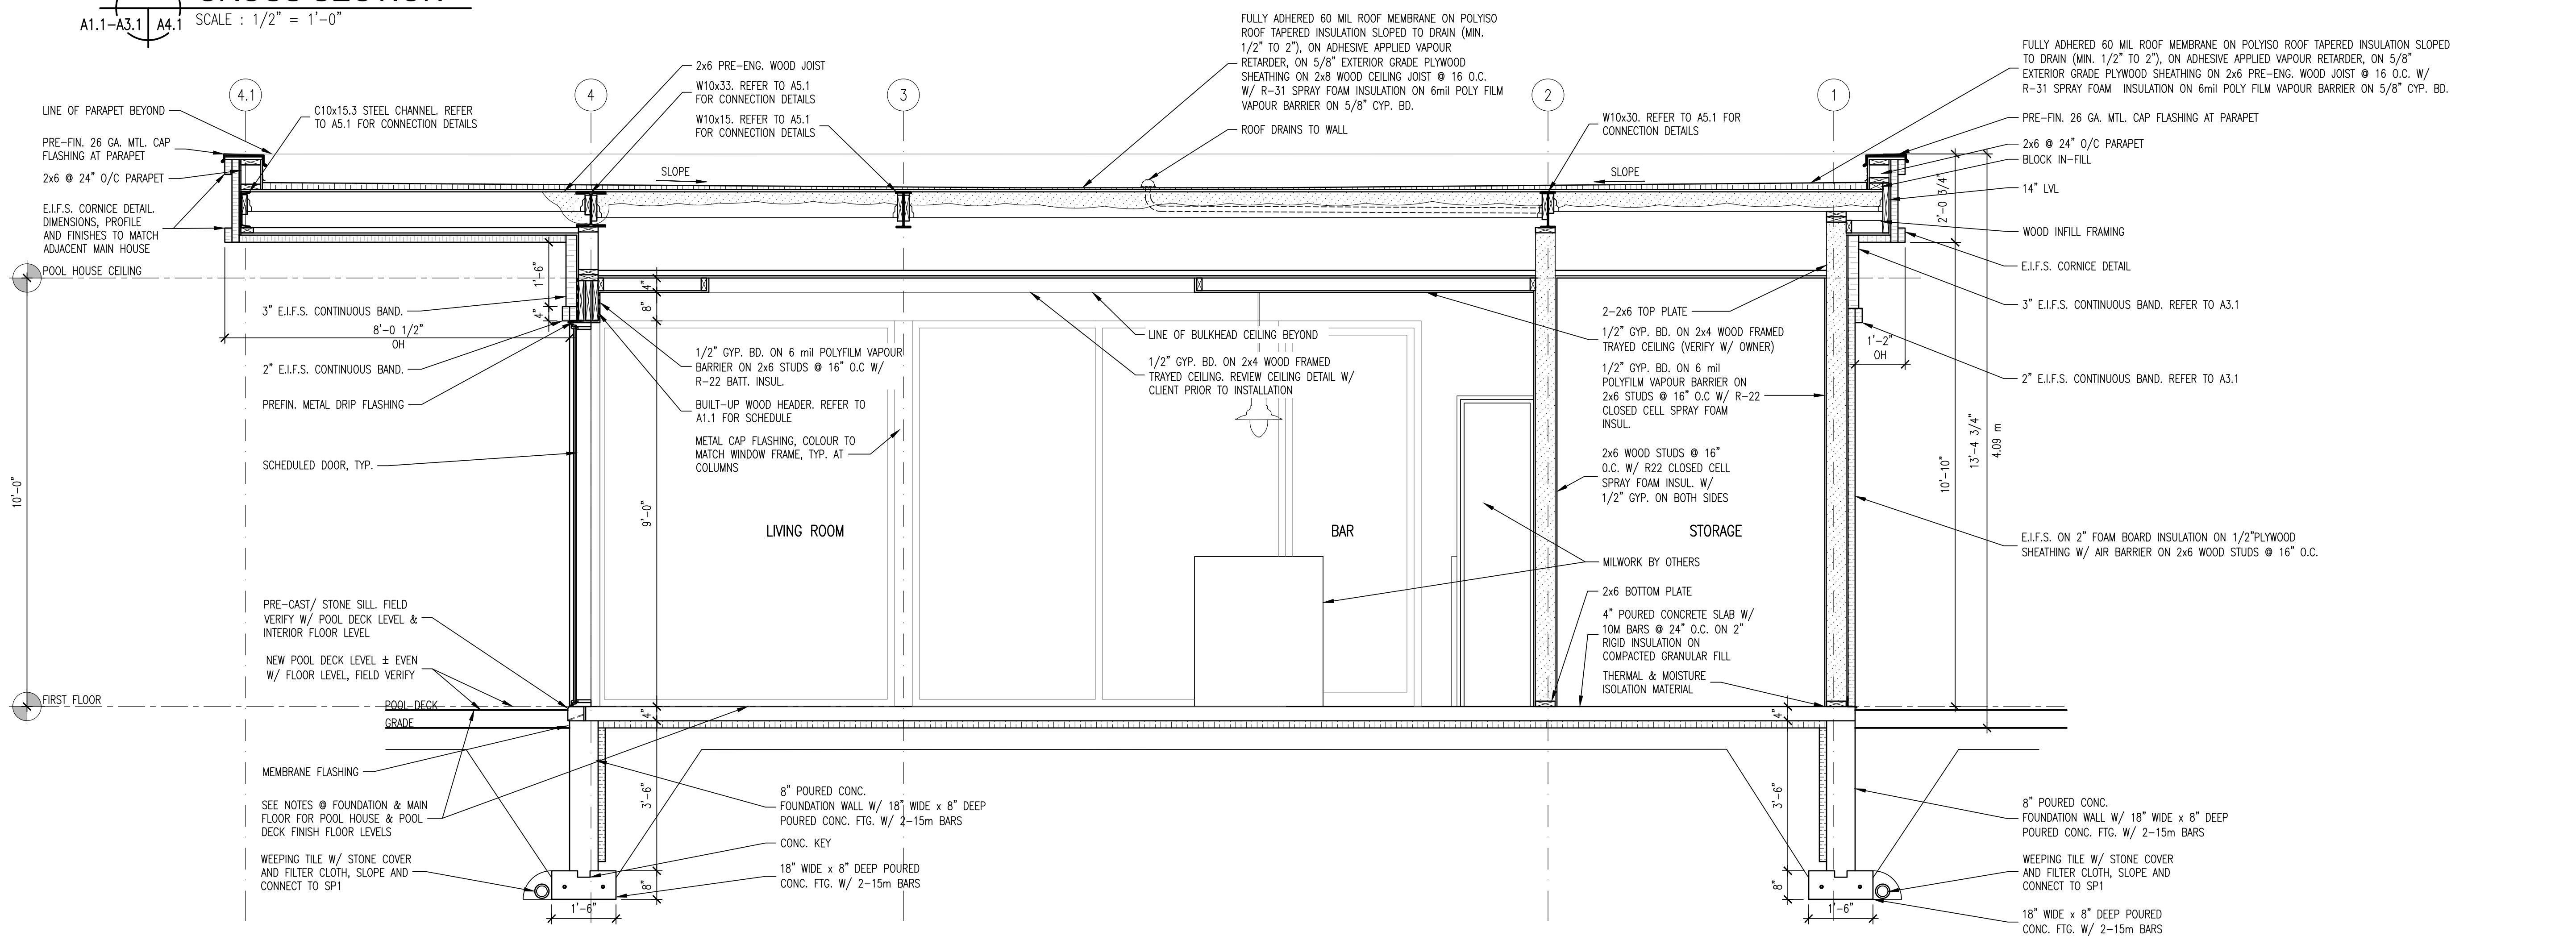 A1.1-A3.1
A4.1
SCALE : 1/2" = 1'-0"
4.1
4
3
2
1
LINE OF PARAPET BEYOND
PRE-FIN. 26 GA. MTL. CAP
FLASHING AT PARAPET
2x6 @ 24" O/C PARAPET
E.I.F.S. CORNICE DETAIL.
DIMENSIONS, PROFILE
AND FINISHES TO MATCH
ADJACENT MAIN HOUSE
C10x15.3 STEEL CHANNEL. REFER
TO A5.1 FOR CONNECTION DETAILS
2x6 PRE-ENG. WOOD JOIST
W10x33. REFER TO A5.1
FOR CONNECTION DETAILS
W10x15. REFER TO A5.1
FOR CONNECTION DETAILS
FULLY ADHERED 60 MIL ROOF MEMBRANE ON POLYISO
ROOF TAPERED INSULATION SLOPED TO DRAIN (MIN.
1/2" TO 2"), ON ADHESIVE APPLIED VAPOUR
RETARDER, ON 5/8" EXTERIOR GRADE PLYWOOD
SHEATHING ON 2x8 WOOD CEILING JOIST @ 16 O.C.
W/ R-31 SPRAY FOAM INSULATION ON 6mil POLY FILM
VAPOUR BARRIER ON 5/8" CYP. BD.
ROOF DRAINS TO WALL
W10x30. REFER TO A5.1 FOR
CONNECTION DETAILS
FULLY ADHERED 60 MIL ROOF MEMBRANE ON POLYISO ROOF TAPERED INSULATION SLOPED
TO DRAIN (MIN. 1/2" TO 2"), ON ADHESIVE APPLIED VAPOUR RETARDER, ON 5/8"
EXTERIOR GRADE PLYWOOD SHEATHING ON 2x6 PRE-ENG. WOOD JOIST @ 16 O.C. W/
R-31 SPRAY FOAM INSULATION ON 6mil POLY FILM VAPOUR BARRIER ON 5/8" CYP. BD.
PRE-FIN. 26 GA. MTL. CAP FLASHING AT PARAPET
2x6 @ 24" O/C PARAPET
BLOCK IN-FILL
14" LVL
WOOD INFILL FRAMING
E.I.F.S. CORNICE DETAIL
3" E.I.F.S. CONTINUOUS BAND. REFER TO A3.1
2" E.I.F.S. CONTINUOUS BAND. REFER TO A3.1
SLOPE
SLOPE
2'-0 3/4"
POOL HOUSE CEILING
1'-6"
4"
4"
8"
3" E.I.F.S. CONTINUOUS BAND.
8'-0 1/2"
OH
2" E.I.F.S. CONTINUOUS BAND.
PREFIN. METAL DRIP FLASHING
SCHEDULED DOOR, TYP.
1/2" GYP. BD. ON 6 mil POLYFILM VAPOUR
BARRIER ON 2x6 STUDS @ 16" O.C W/
R-22 BATT. INSUL.
BUILT-UP WOOD HEADER. REFER TO
A1.1 FOR SCHEDULE
METAL CAP FLASHING, COLOUR TO
MATCH WINDOW FRAME, TYP. AT
COLUMNS
LINE OF BULKHEAD CEILING BEYOND
1/2" GYP. BD. ON 2x4 WOOD FRAMED
TRAYED CEILING. REVIEW CEILING DETAIL W/
CLIENT PRIOR TO INSTALLATION
2-2x6 TOP PLATE
1/2" GYP. BD. ON 2x4 WOOD FRAMED
TRAYED CEILING (VERIFY W/ OWNER)
1/2" GYP. BD. ON 6 mil
POLYFILM VAPOUR BARRIER ON
2x6 STUDS @ 16" O.C W/ R-22
CLOSED CELL SPRAY FOAM
INSUL.
2x6 WOOD STUDS @ 16"
O.C. W/ R22 CLOSED CELL
SPRAY FOAM INSUL. W/
1/2" GYP. ON BOTH SIDES
1'-2"
OH
10'-10"
13'-4 3/4"
4.09 m
10'-0"
9'-0"
LIVING ROOM
BAR
STORAGE
E.I.F.S. ON 2" FOAM BOARD INSULATION ON 1/2"PLYWOOD
SHEATHING W/ AIR BARRIER ON 2x6 WOOD STUDS @ 16" O.C.
MILWORK BY OTHERS
2x6 BOTTOM PLATE
4" POURED CONCRETE SLAB W/
10M BARS @ 24" O.C. ON 2"
RIGID INSULATION ON
COMPACTED GRANULAR FILL
THERMAL & MOISTURE
ISOLATION MATERIAL
PRE-CAST/ STONE SILL. FIELD
VERIFY W/ POOL DECK LEVEL &
INTERIOR FLOOR LEVEL
NEW POOL DECK LEVEL ± EVEN
W/ FLOOR LEVEL, FIELD VERIFY
FIRST FLOOR
POOL DECK
GRADE
4"
4"
MEMBRANE FLASHING
SEE NOTES @ FOUNDATION & MAIN
FLOOR FOR POOL HOUSE & POOL
DECK FINISH FLOOR LEVELS
WEEPING TILE W/ STONE COVER
AND FILTER CLOTH, SLOPE AND
CONNECT TO SP1
3'-6"
8"
1'-6"
8" POURED CONC.
FOUNDATION WALL W/ 18" WIDE x 8" DEEP
POURED CONC. FTG. W/ 2-15m BARS
CONC. KEY
18" WIDE x 8" DEEP POURED
CONC. FTG. W/ 2-15m BARS
3'-6"
8"
1'-6"
8" POURED CONC.
FOUNDATION WALL W/ 18" WIDE x 8" DEEP
POURED CONC. FTG. W/ 2-15m BARS
WEEPING TILE W/ STONE COVER
AND FILTER CLOTH, SLOPE AND
CONNECT TO SP1
18" WIDE x 8" DEEP POURED
CONC. FTG. W/ 2-15m BARS